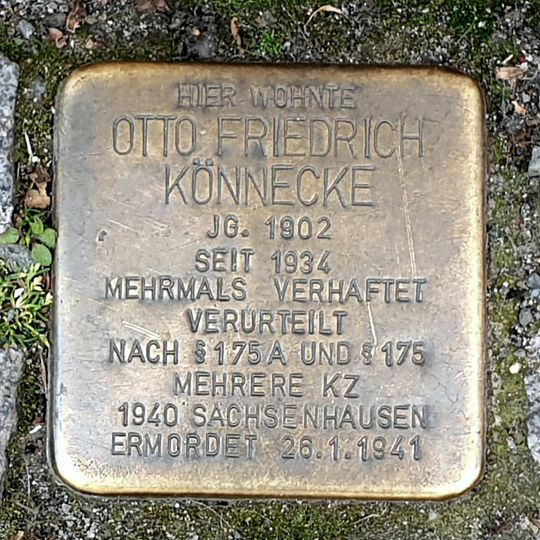 HIER WOHNTE
OTTO FRIEDRICH
KÖNNECKE
JG. 1902
SEIT 1934
MEHRMALS VERHAFTET
VERURTEILT
NACH § 175 A UND § 175
MEHRERE KZ
1940 SACHSENHAUSEN
ERMORDET 26.1.1941